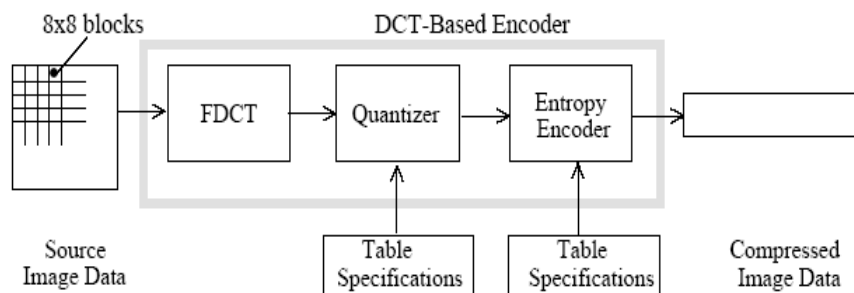 8x8 blocks
DCT-Based Encoder
FDCT
Quantizer
Entropy
Encoder
Source
Image Data
Table
Specifications
Table
Specifications
Compressed
Image Data